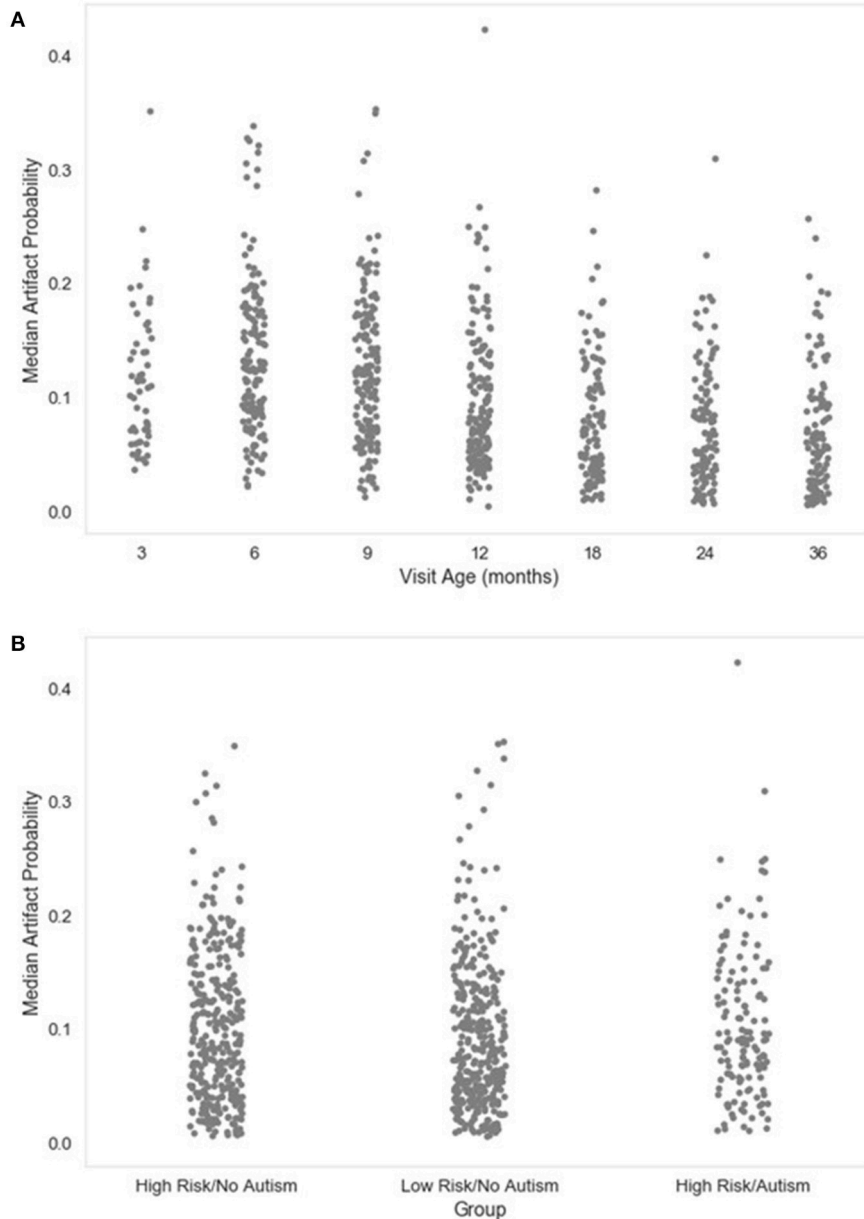 A
0.4
0.3
0.2
0.1
0.0
Median Artifact Probability
3 6 9 12 18 24 36
Visit Age (months)
B
0.4
0.3
0.2
0.1
0.0
Median Artifact Probability
High Risk/No Autism Low Risk/No Autism High Risk/Autism
Group